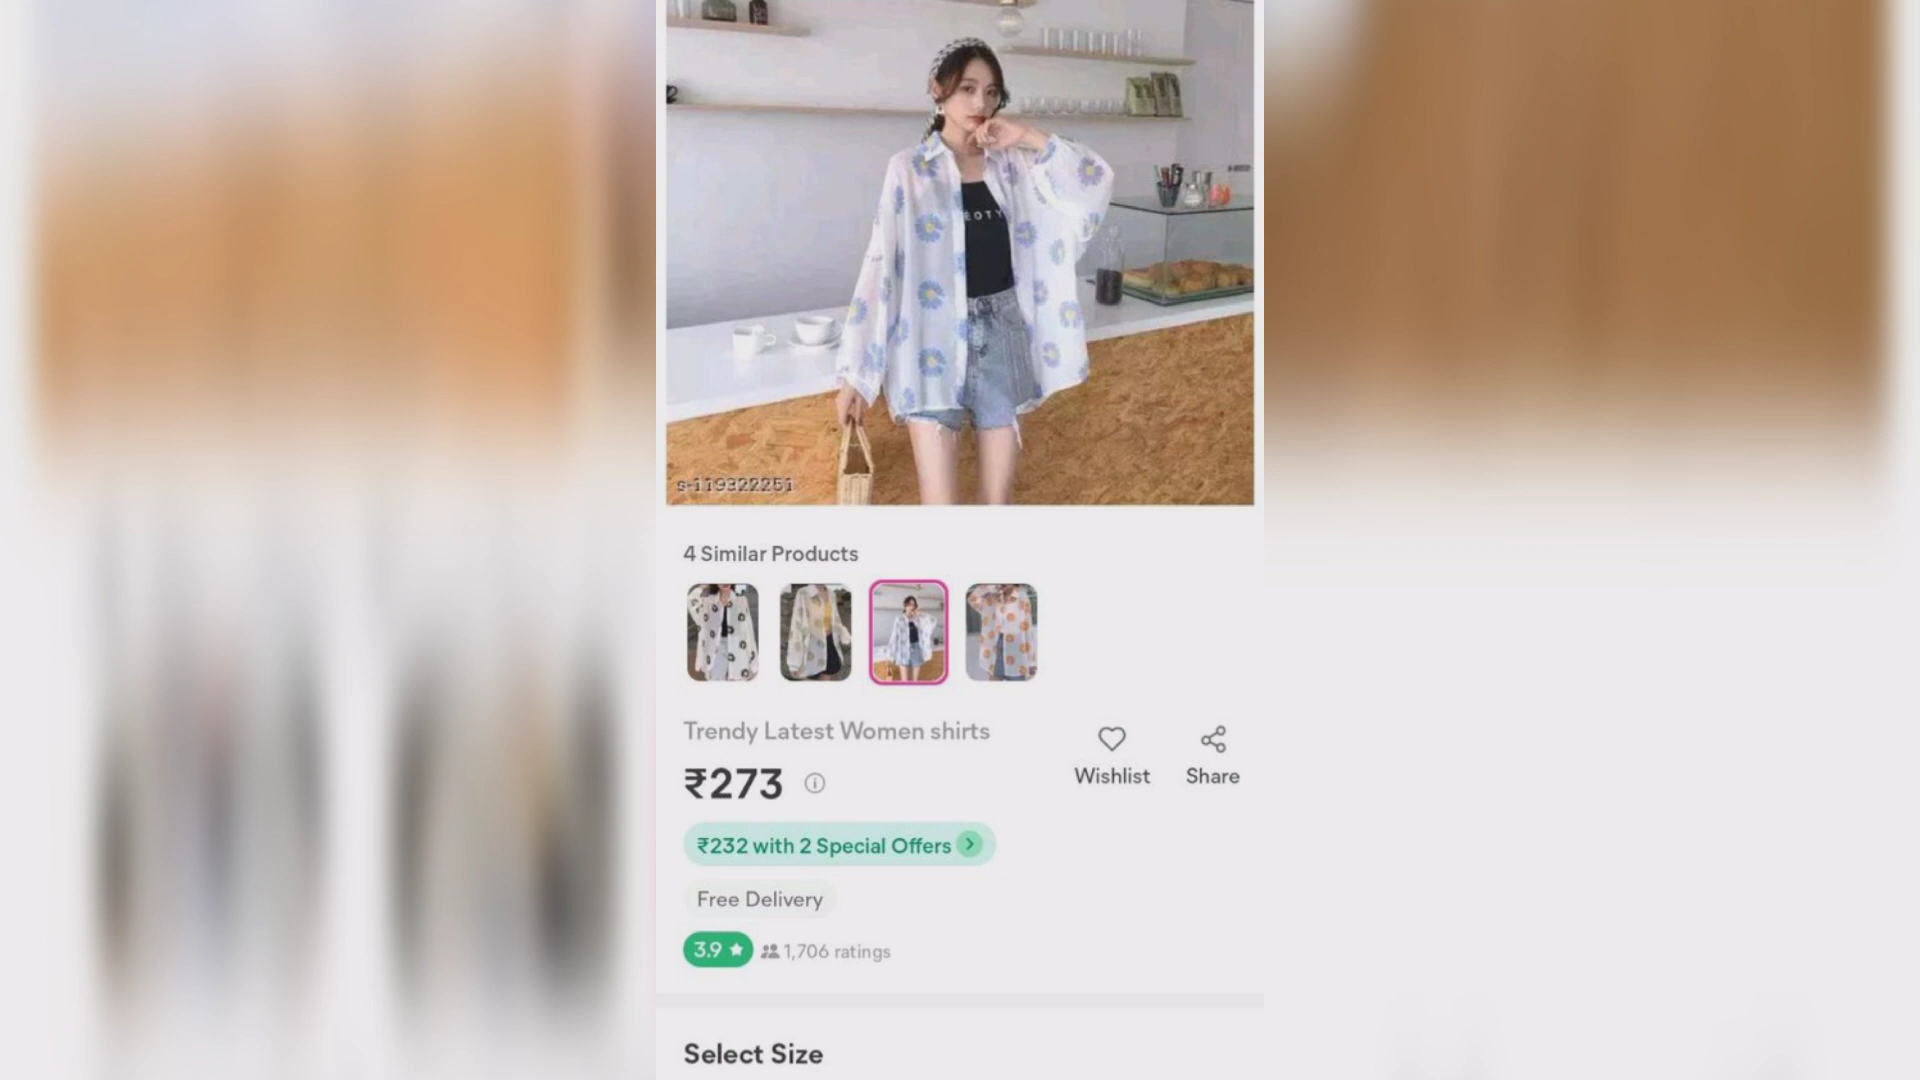 EOTY
s-119322251
4 Similar Products
Trendy Latest Women shirts
Wishlist
Share
₹273
₹232 with 2 Special Offers
Free Delivery
3.9
1,706 ratings
Select Size